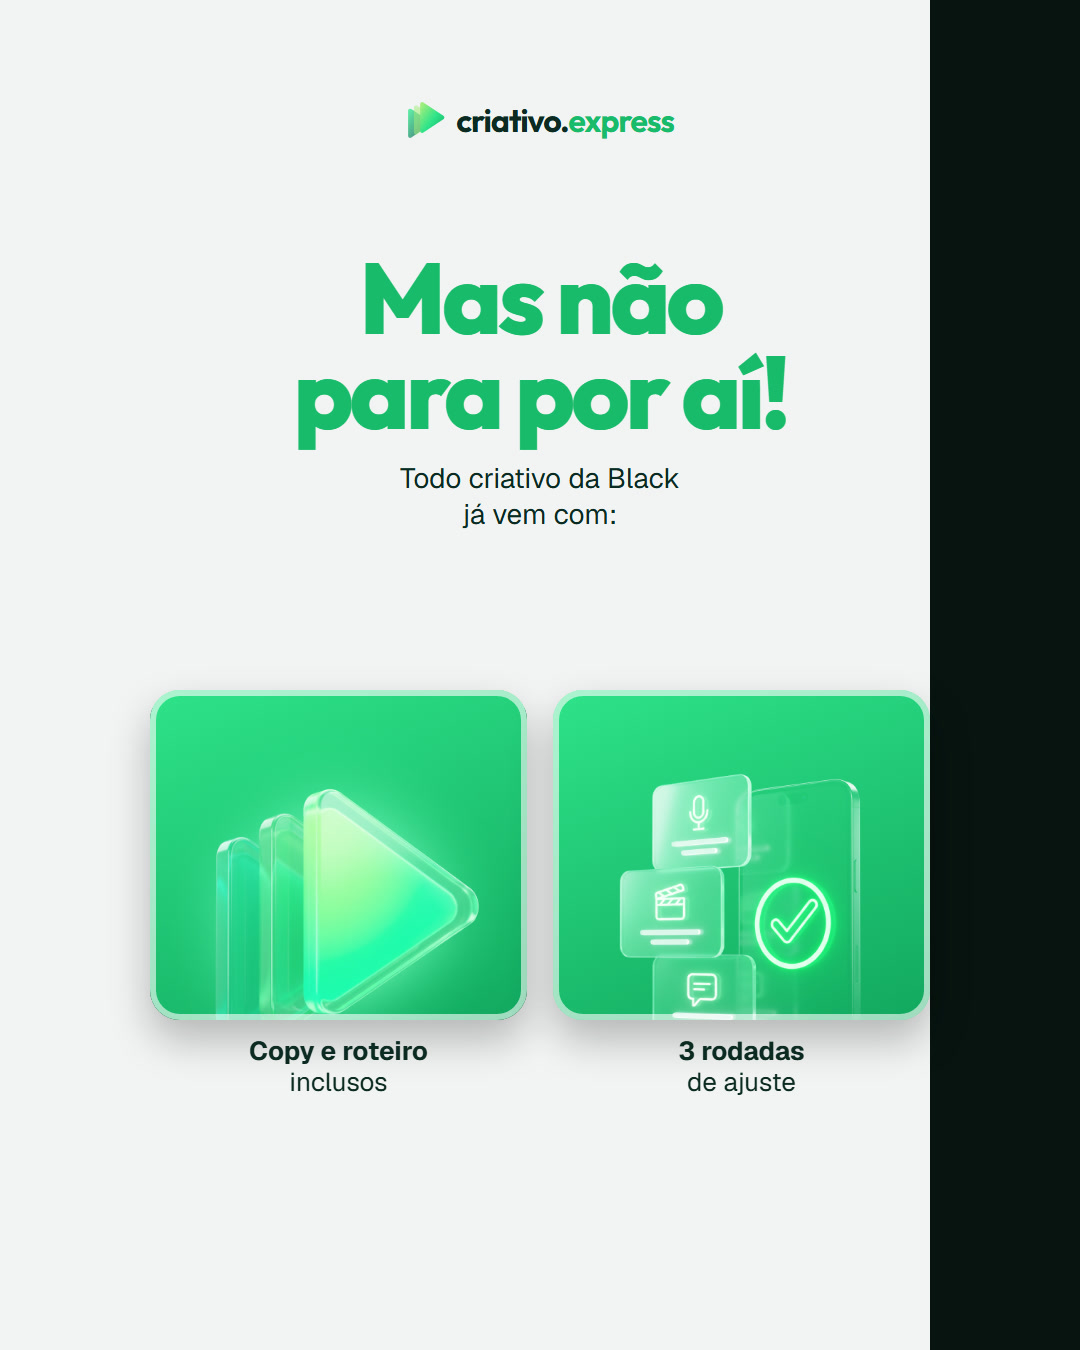 criativo.express
Mas não
para por aí!
Todo criativo da Black
já vem com:
Copy e roteiro
inclusos
3 rodadas
de ajuste